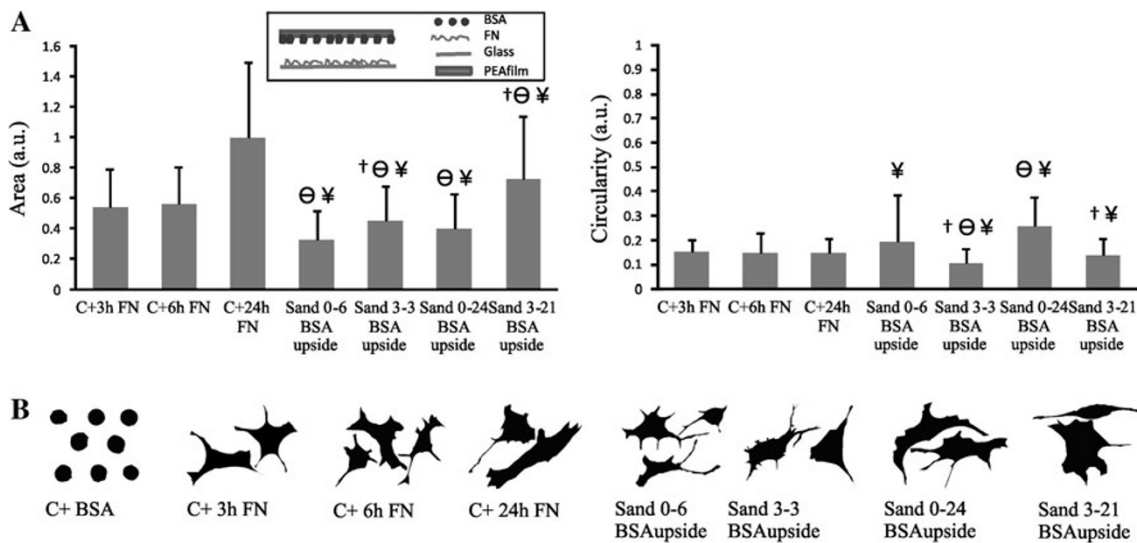 A
BSA
FN
Glass
PEAfilm
Area (a.u.)
1.6
1.4
1.2
1
0.8
0.6
0.4
0.2
0
† ϴ ¥
ϴ ¥
† ϴ ¥
ϴ ¥
C+3h FN
C+6h FN
C+24h
FN
Sand 0-6
BSA
upside
Sand 3-3
BSA
upside
Sand 0-24
BSA
upside
Sand 3-21
BSA
upside
Circularity (a.u.)
1
0.9
0.8
0.7
0.6
0.5
0.4
0.3
0.2
0.1
0
¥
† ϴ ¥
ϴ ¥
† ¥
C+3h FN
C+6h FN
C+24h
FN
Sand 0-6
BSA
upside
Sand 3-3
BSA
upside
Sand 0-24
BSA
upside
Sand 3-21
BSA
upside
B
C+ BSA
C+ 3h FN
C+ 6h FN
C+ 24h FN
Sand 0-6
BSAupside
Sand 3-3
BSAupside
Sand 0-24
BSAupside
Sand 3-21
BSAupside